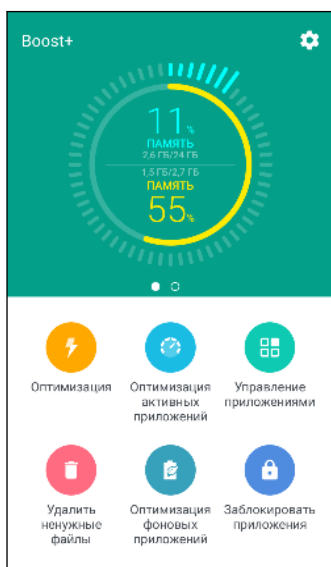 Boost+
11%
ПАМЯТЬ
2,6 ГБ/24 ГБ
1,5 ГБ/2,7 ГБ
ПАМЯТЬ
55%
Оптимизация
Оптимизация
активных
приложений
Управление
приложениями
Удалить
ненужные
файлы
Оптимизация
фоновых
приложений
Заблокировать
приложения